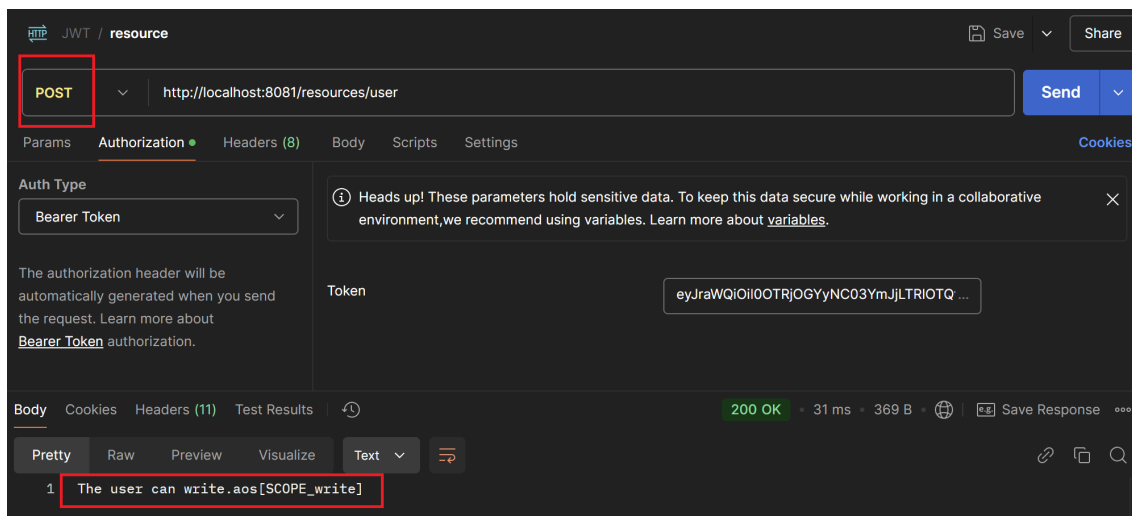 HTTP JWT / resource Save Share
POST http://localhost:8081/resources/user Send
Params Authorization Headers (8) Body Scripts Settings Cookies
Auth Type
Bearer Token
Heads up! These parameters hold sensitive data. To keep this data secure while working in a collaborative
environment,we recommend using variables. Learn more about variables.
The authorization header will be
automatically generated when you send
the request. Learn more about
Bearer Token authorization.
Token eyJraWQiOiI0OTRjOGYyNC03YmJjLTRlOTQ...
Body Cookies Headers (11) Test Results 200 OK 31 ms 369 B e.g. Save Response
Pretty Raw Preview Visualize Text
1 The user can write.aos[SCOPE_write]